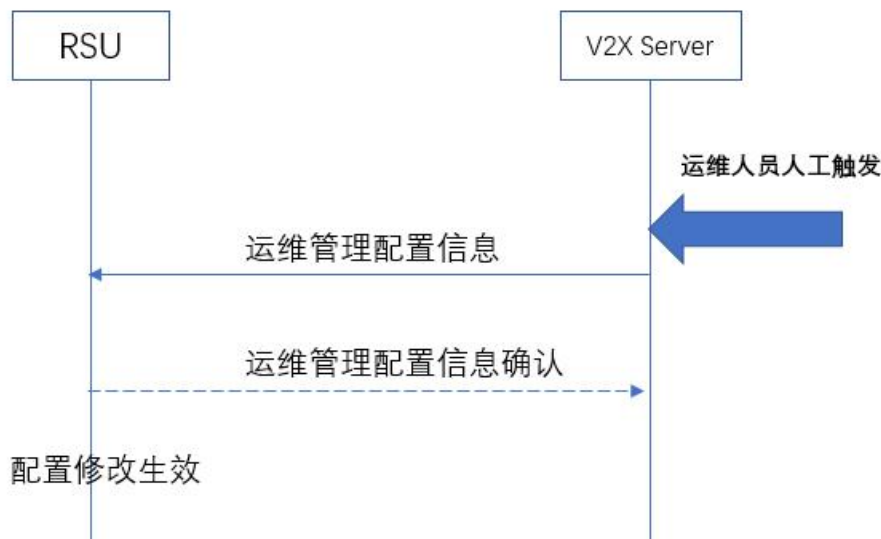 RSU
V2X Server
运维人员人工触发
运维管理配置信息
运维管理配置信息确认
配置修改生效